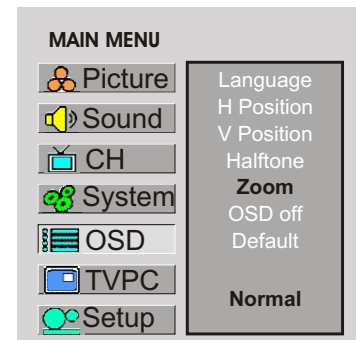 MAIN MENU
Picture
Sound
CH
System
OSD
TVPC
Setup
Language
H Position
V Position
Halftone
Zoom
OSD off
Default
Normal